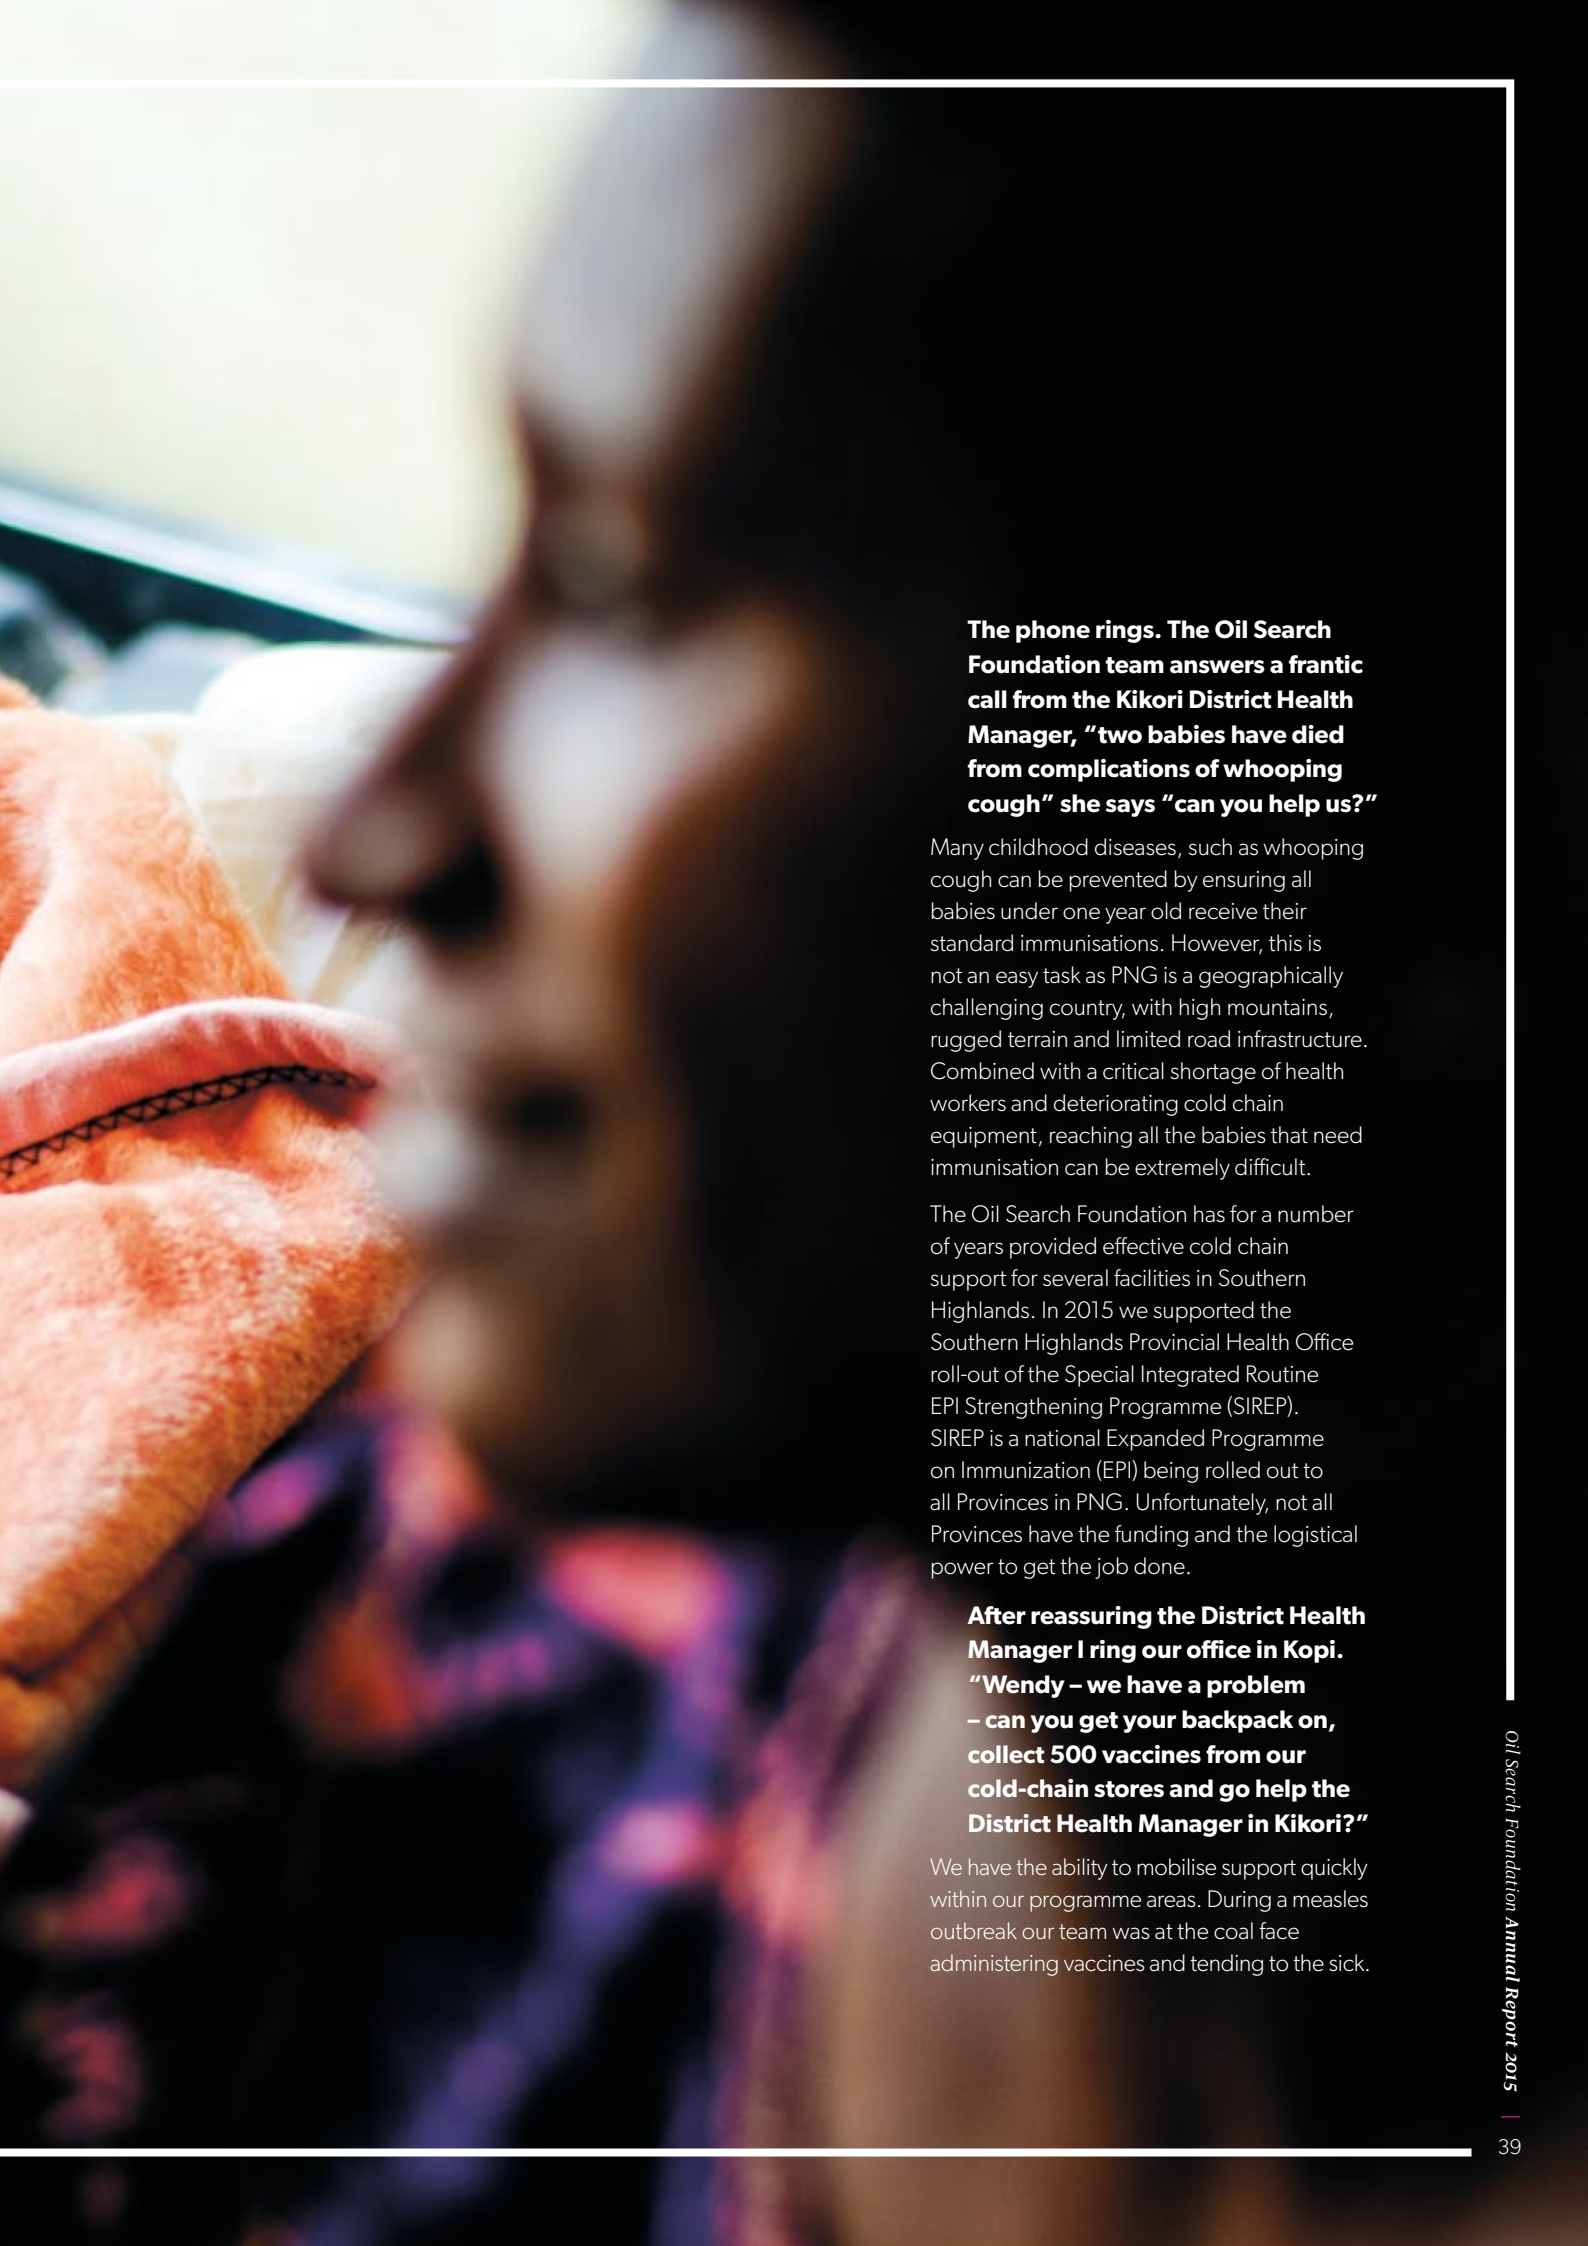 The phone rings. The Oil Search
Foundation team answers a frantic
call from the Kikori District Health
Manager, “two babies have died
from complications of whooping
cough” she says “can you help us?”
Many childhood diseases, such as whooping
cough can be prevented by ensuring all
babies under one year old receive their
standard immunisations. However, this is
not an easy task as PNG is a geographically
challenging country, with high mountains,
rugged terrain and limited road infrastructure.
Combined with a critical shortage of health
workers and deteriorating cold chain
equipment, reaching all the babies that need
immunisation can be extremely difficult.
The Oil Search Foundation has for a number
of years provided effective cold chain
support for several facilities in Southern
Highlands. In 2015 we supported the
Southern Highlands Provincial Health Office
roll-out of the Special Integrated Routine
EPI Strengthening Programme (SIREP).
SIREP is a national Expanded Programme
on Immunization (EPI) being rolled out to
all Provinces in PNG. Unfortunately, not all
Provinces have the funding and the logistical
power to get the job done.
After reassuring the District Health
Manager I ring our office in Kopi.
“Wendy – we have a problem
– can you get your backpack on,
collect 500 vaccines from our
cold-chain stores and go help the
District Health Manager in Kikori?”
We have the ability to mobilise support quickly
within our programme areas. During a measles
outbreak our team was at the coal face
administering vaccines and tending to the sick.
Oil Search Foundation Annual Report 2015
39